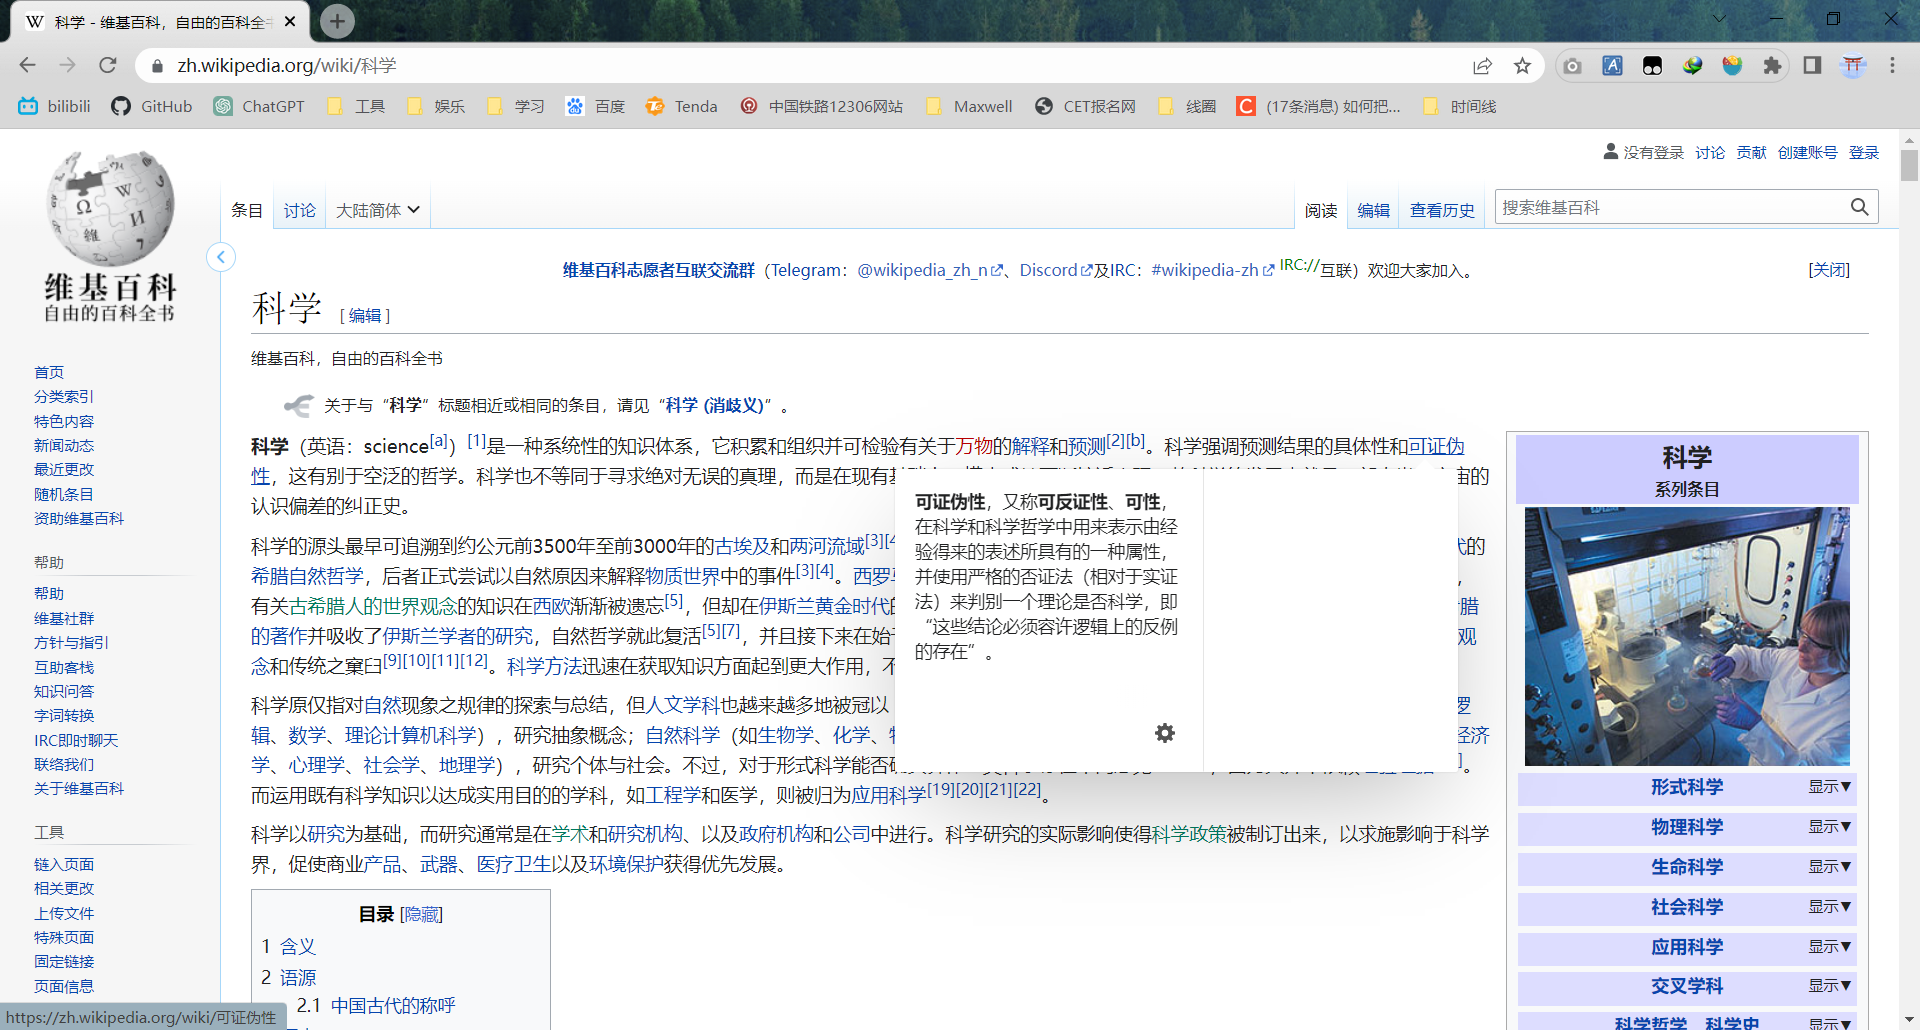 科学 - 维基百科，自由的百科全
zh.wikipedia.org/wiki/科学
bilibili GitHub ChatGPT 工具 娱乐 学习 百度 Tenda 中国铁路12306网站 Maxwell CET报名网 线圈 (17条消息) 如何把... 时间线
没有登录 讨论 贡献 创建账号 登录
条目 讨论 大陆简体 阅读 编辑 查看历史 搜索维基百科
维基百科
自由的百科全书
维基百科志愿者互联交流群（Telegram：@wikipedia_zh_n、Discord及IRC：#wikipedia-zh IRC://互联）欢迎大家加入。 [关闭]
科学 [ 编辑 ]
维基百科，自由的百科全书
关于与“科学”标题相近或相同的条目，请见“科学 (消歧义)”。
科学（英语：science[a]）[1]是一种系统性的知识体系，它积累和组织并可检验有关于万物的解释和预测[2][b]。科学强调预测结果的具体性和可证伪
性，这有别于空泛的哲学。科学也不等同于寻求绝对无误的真理，而是在现有
宙的
认识偏差的纠正史。
科学的源头最早可追溯到约公元前3500年至前3000年的古埃及和两河流域[3][4
代的
希腊自然哲学，后者正式尝试以自然原因来解释物质世界中的事件[3][4]。西罗
，
有关古希腊人的世界观念的知识在西欧渐渐被遗忘[5]，但却在伊斯兰黄金时代
腊
的著作并吸收了伊斯兰学者的研究，自然哲学就此复活[5][7]，并且接下来在始
观
念和传统之窠臼[9][10][11][12]。科学方法迅速在获取知识方面起到更大作用，不
科学原仅指对自然现象之规律的探索与总结，但人文学科也越来越多地被冠以
逻
辑、数学、理论计算机科学），研究抽象概念；自然科学（如生物学、化学、
经济
学、心理学、社会学、地理学），研究个体与社会。不过，对于形式科学能否
]。
而运用既有科学知识以达成实用目的的学科，如工程学和医学，则被归为应用科学[19][20][21][22]。
科学以研究为基础，而研究通常是在学术和研究机构、以及政府机构和公司中进行。科学研究的实际影响使得科学政策被制订出来，以求施影响于科学
界，促使商业产品、武器、医疗卫生以及环境保护获得优先发展。
可证伪性，又称可反证性、可性，
在科学和科学哲学中用来表示由经
验得来的表述所具有的一种属性，
并使用严格的否证法（相对于实证
法）来判别一个理论是否科学，即
“这些结论必须容许逻辑上的反例
的存在”。
目录 [隐藏]
1 含义
2 语源
2.1 中国古代的称呼
首页
分类索引
特色内容
新闻动态
最近更改
随机条目
资助维基百科
帮助
帮助
维基社群
方针与指引
互助客栈
知识问答
字词转换
IRC即时聊天
联络我们
关于维基百科
工具
链入页面
相关更改
上传文件
特殊页面
固定链接
页面信息
科学
系列条目
形式科学 显示▼
物理科学 显示▼
生命科学 显示▼
社会科学 显示▼
应用科学 显示▼
交叉学科 显示▼
科学哲学 科学史 显示▼
https://zh.wikipedia.org/wiki/可证伪性